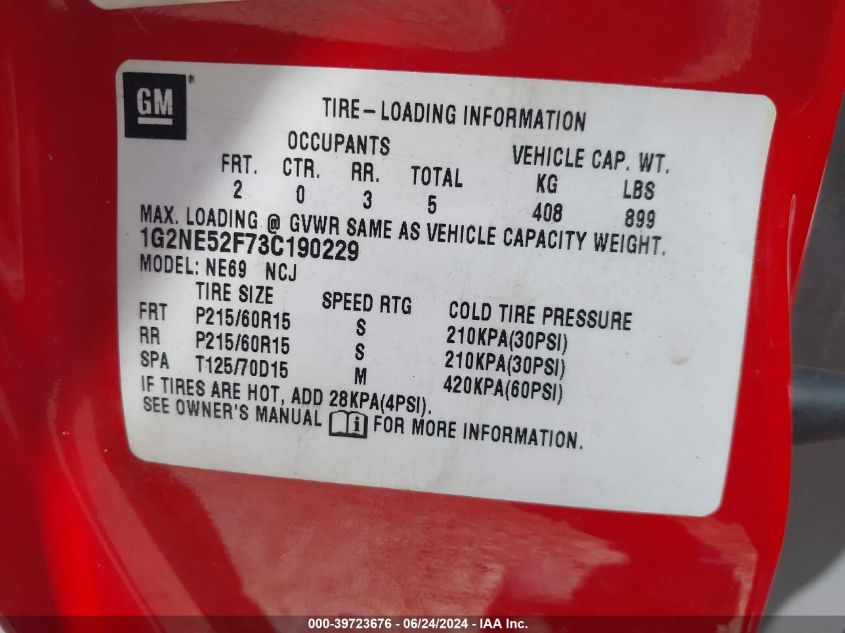 GM
TIRE-LOADING INFORMATION
OCCUPANTS VEHICLE CAP. WT.
FRT. CTR. RR. TOTAL KG LBS
2 0 3 5 408 899
MAX. LOADING @ GVWR SAME AS VEHICLE CAPACITY WEIGHT.
1G2NE52F73C190229
MODEL: NE69 NCJ
TIRE SIZE SPEED RTG COLD TIRE PRESSURE
FRT P215/60R15 S 210KPA(30PSI)
RR P215/60R15 S 210KPA(30PSI)
SPA T125/70D15 M 420KPA(60PSI)
IF TIRES ARE HOT, ADD 28KPA(4PSI).
SEE OWNER'S MANUAL i FOR MORE INFORMATION.
000-39723676 / 06/24/2024 - IAA Inc.